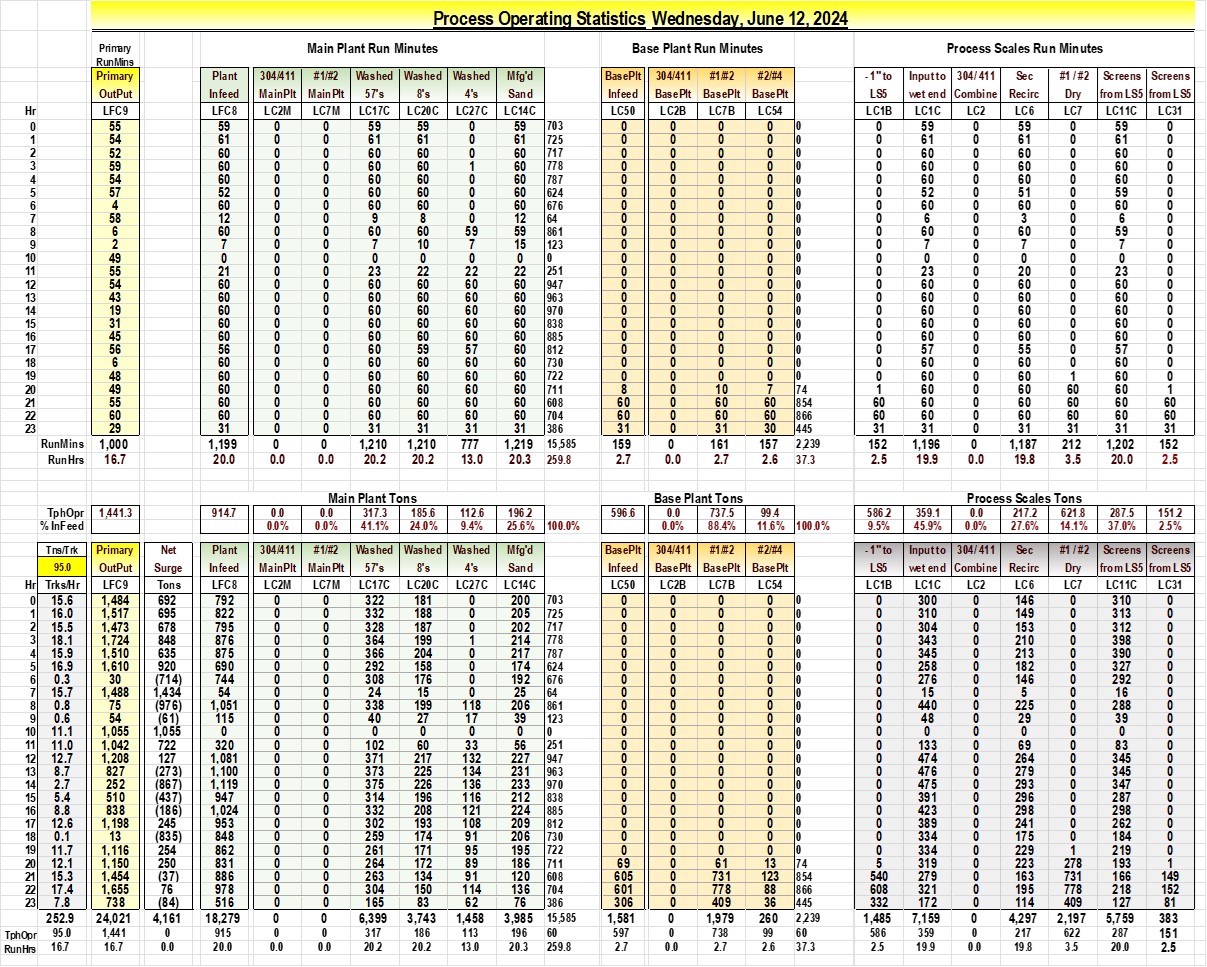 Process Operating Statistics Wednesday, June 12, 2024
Primary Main Plant Run Minutes Base Plant Run Minutes Process Scales Run Minutes
RunMins
Primary Plant 304/411 #1/#2 Washed Washed Washed Mfg'd BasePlt 304/411 #1/#2 #2/#4 - 1" to Input to 304/ 411 Sec #1 / #2 Screens Screens
OutPut Infeed MainPlt MainPlt 57's 8's 4's Sand Infeed BasePlt BasePlt BasePlt LS5 wet end Combine Recirc Dry from LS5 from LS5
Hr LFC9 LFC8 LC2M LC7M LC17C LC20C LC27C LC14C LC50 LC2B LC7B LC54 LC1B LC1C LC2 LC6 LC7 LC11C LC31
0 55 59 0 0 59 59 0 59 703 0 0 0 0 0 0 59 0 59 0 59 0
1 54 61 0 0 61 61 0 61 725 0 0 0 0 0 0 61 0 61 0 61 0
2 52 60 0 0 60 60 0 60 717 0 0 0 0 0 0 60 0 60 0 60 0
3 59 60 0 0 60 60 1 60 778 0 0 0 0 0 0 60 0 60 0 60 0
4 54 60 0 0 60 60 0 60 787 0 0 0 0 0 0 60 0 60 0 60 0
5 57 52 0 0 60 60 0 60 624 0 0 0 0 0 0 52 0 51 0 59 0
6 4 60 0 0 60 60 0 60 676 0 0 0 0 0 0 60 0 60 0 60 0
7 58 12 0 0 9 8 0 12 64 0 0 0 0 0 0 6 0 3 0 6 0
8 6 60 0 0 60 60 59 59 861 0 0 0 0 0 0 60 0 60 0 59 0
9 2 7 0 0 7 10 7 15 123 0 0 0 0 0 0 7 0 7 0 7 0
10 49 0 0 0 0 0 0 0 0 0 0 0 0 0 0 0 0 0 0 0 0
11 55 21 0 0 23 22 22 22 251 0 0 0 0 0 0 23 0 20 0 23 0
12 54 60 0 0 60 60 60 60 947 0 0 0 0 0 0 60 0 60 0 60 0
13 43 60 0 0 60 60 60 60 963 0 0 0 0 0 0 60 0 60 0 60 0
14 19 60 0 0 60 60 60 60 970 0 0 0 0 0 0 60 0 60 0 60 0
15 31 60 0 0 60 60 60 60 838 0 0 0 0 0 0 60 0 60 0 60 0
16 45 60 0 0 60 60 60 60 885 0 0 0 0 0 0 60 0 60 0 60 0
17 56 56 0 0 60 59 57 60 812 0 0 0 0 0 0 57 0 55 0 57 0
18 6 60 0 0 60 60 60 60 730 0 0 0 0 0 0 60 0 60 0 60 0
19 48 60 0 0 60 60 60 60 722 0 0 0 0 0 0 60 0 60 1 60 0
20 49 60 0 0 60 60 60 60 711 8 0 10 7 74 1 60 0 60 60 60 1
21 55 60 0 0 60 60 60 60 608 60 0 60 60 854 60 60 0 60 60 60 60
22 60 60 0 0 60 60 60 60 704 60 0 60 60 866 60 60 0 60 60 60 60
23 29 31 0 0 31 31 31 31 386 31 0 31 30 445 31 31 0 31 31 31 31
RunMins 1,000 1,199 0 0 1,210 1,210 777 1,219 15,585 159 0 161 157 2,239 152 1,196 0 1,187 212 1,202 152
RunHrs 16.7 20.0 0.0 0.0 20.2 20.2 13.0 20.3 259.8 2.7 0.0 2.7 2.6 37.3 2.5 19.9 0.0 19.8 3.5 20.0 2.5
Main Plant Tons Base Plant Tons Process Scales Tons
TphOpr 1,441.3 914.7 0.0 0.0 317.3 185.6 112.6 196.2 596.6 0.0 737.5 99.4 586.2 359.1 0.0 217.2 621.8 287.5 151.2
% InFeed 0.0% 0.0% 41.1% 24.0% 9.4% 25.6% 100.0% 0.0% 88.4% 11.6% 100.0% 9.5% 45.9% 0.0% 27.6% 14.1% 37.0% 2.5%
Tns/Trk Primary Net Plant 304/411 #1/#2 Washed Washed Washed Mfg'd BasePlt 304/411 #1/#2 #2/#4 - 1" to Input to 304/ 411 Sec #1 / #2 Screens Screens
95.0 OutPut Surge Infeed MainPlt MainPlt 57's 8's 4's Sand Infeed BasePlt BasePlt BasePlt LS5 wet end Combine Recirc Dry from LS5 from LS5
Hr Trks/Hr LFC9 Tons LFC8 LC2M LC7M LC17C LC20C LC27C LC14C LC50 LC2B LC7B LC54 LC1B LC1C LC2 LC6 LC7 LC11C LC31
0 15.6 1,484 692 792 0 0 322 181 0 200 703 0 0 0 0 0 0 300 0 146 0 310 0
1 16.0 1,517 695 822 0 0 332 188 0 205 725 0 0 0 0 0 0 310 0 149 0 313 0
2 15.5 1,473 678 795 0 0 328 187 0 202 717 0 0 0 0 0 0 304 0 153 0 312 0
3 18.1 1,724 848 876 0 0 364 199 1 214 778 0 0 0 0 0 0 343 0 210 0 398 0
4 15.9 1,510 635 875 0 0 366 204 0 217 787 0 0 0 0 0 0 345 0 213 0 390 0
5 16.9 1,610 920 690 0 0 292 158 0 174 624 0 0 0 0 0 0 258 0 182 0 327 0
6 0.3 30 (714) 744 0 0 308 176 0 192 676 0 0 0 0 0 0 276 0 146 0 292 0
7 15.7 1,488 1,434 54 0 0 24 15 0 25 64 0 0 0 0 0 0 15 0 5 0 16 0
8 0.8 75 (976) 1,051 0 0 338 199 118 206 861 0 0 0 0 0 0 440 0 225 0 288 0
9 0.6 54 (61) 115 0 0 40 27 17 39 123 0 0 0 0 0 0 48 0 29 0 39 0
10 11.1 1,055 1,055 0 0 0 0 0 0 0 0 0 0 0 0 0 0 0 0 0 0 0 0
11 11.0 1,042 722 320 0 0 102 60 33 56 251 0 0 0 0 0 0 133 0 69 0 83 0
12 12.7 1,208 127 1,081 0 0 371 217 132 227 947 0 0 0 0 0 0 474 0 264 0 345 0
13 8.7 827 (273) 1,100 0 0 373 225 134 231 963 0 0 0 0 0 0 476 0 279 0 345 0
14 2.7 252 (867) 1,119 0 0 375 226 136 233 970 0 0 0 0 0 0 475 0 293 0 347 0
15 5.4 510 (437) 947 0 0 314 196 116 212 838 0 0 0 0 0 0 391 0 296 0 287 0
16 8.8 838 (186) 1,024 0 0 332 208 121 224 885 0 0 0 0 0 0 423 0 298 0 298 0
17 12.6 1,198 245 953 0 0 302 193 108 209 812 0 0 0 0 0 0 389 0 241 0 262 0
18 0.1 13 (835) 848 0 0 259 174 91 206 730 0 0 0 0 0 0 334 0 175 0 184 0
19 11.7 1,116 254 862 0 0 261 171 95 195 722 0 0 0 0 0 0 334 0 229 1 219 0
20 12.1 1,150 250 831 0 0 264 172 89 186 711 69 0 61 13 74 5 319 0 223 278 193 1
21 15.3 1,454 (37) 886 0 0 263 134 91 120 608 605 0 731 123 854 540 279 0 163 731 166 149
22 17.4 1,655 76 978 0 0 304 150 114 136 704 601 0 778 88 866 608 321 0 195 778 218 152
23 7.8 738 (84) 516 0 0 165 83 62 76 386 306 0 409 36 445 332 172 0 114 409 127 81
252.9 24,021 4,161 18,279 0 0 6,399 3,743 1,458 3,985 15,585 1,581 0 1,979 260 2,239 1,485 7,159 0 4,297 2,197 5,759 383
TphOpr 95.0 1,441 0 915 0 0 317 186 113 196 60 597 0 738 99 60 586 359 0 217 622 287 151
RunHrs 16.7 16.7 0.0 20.0 0.0 0.0 20.2 20.2 13.0 20.3 259.8 2.7 0.0 2.7 2.6 37.3 2.5 19.9 0.0 19.8 3.5 20.0 2.5